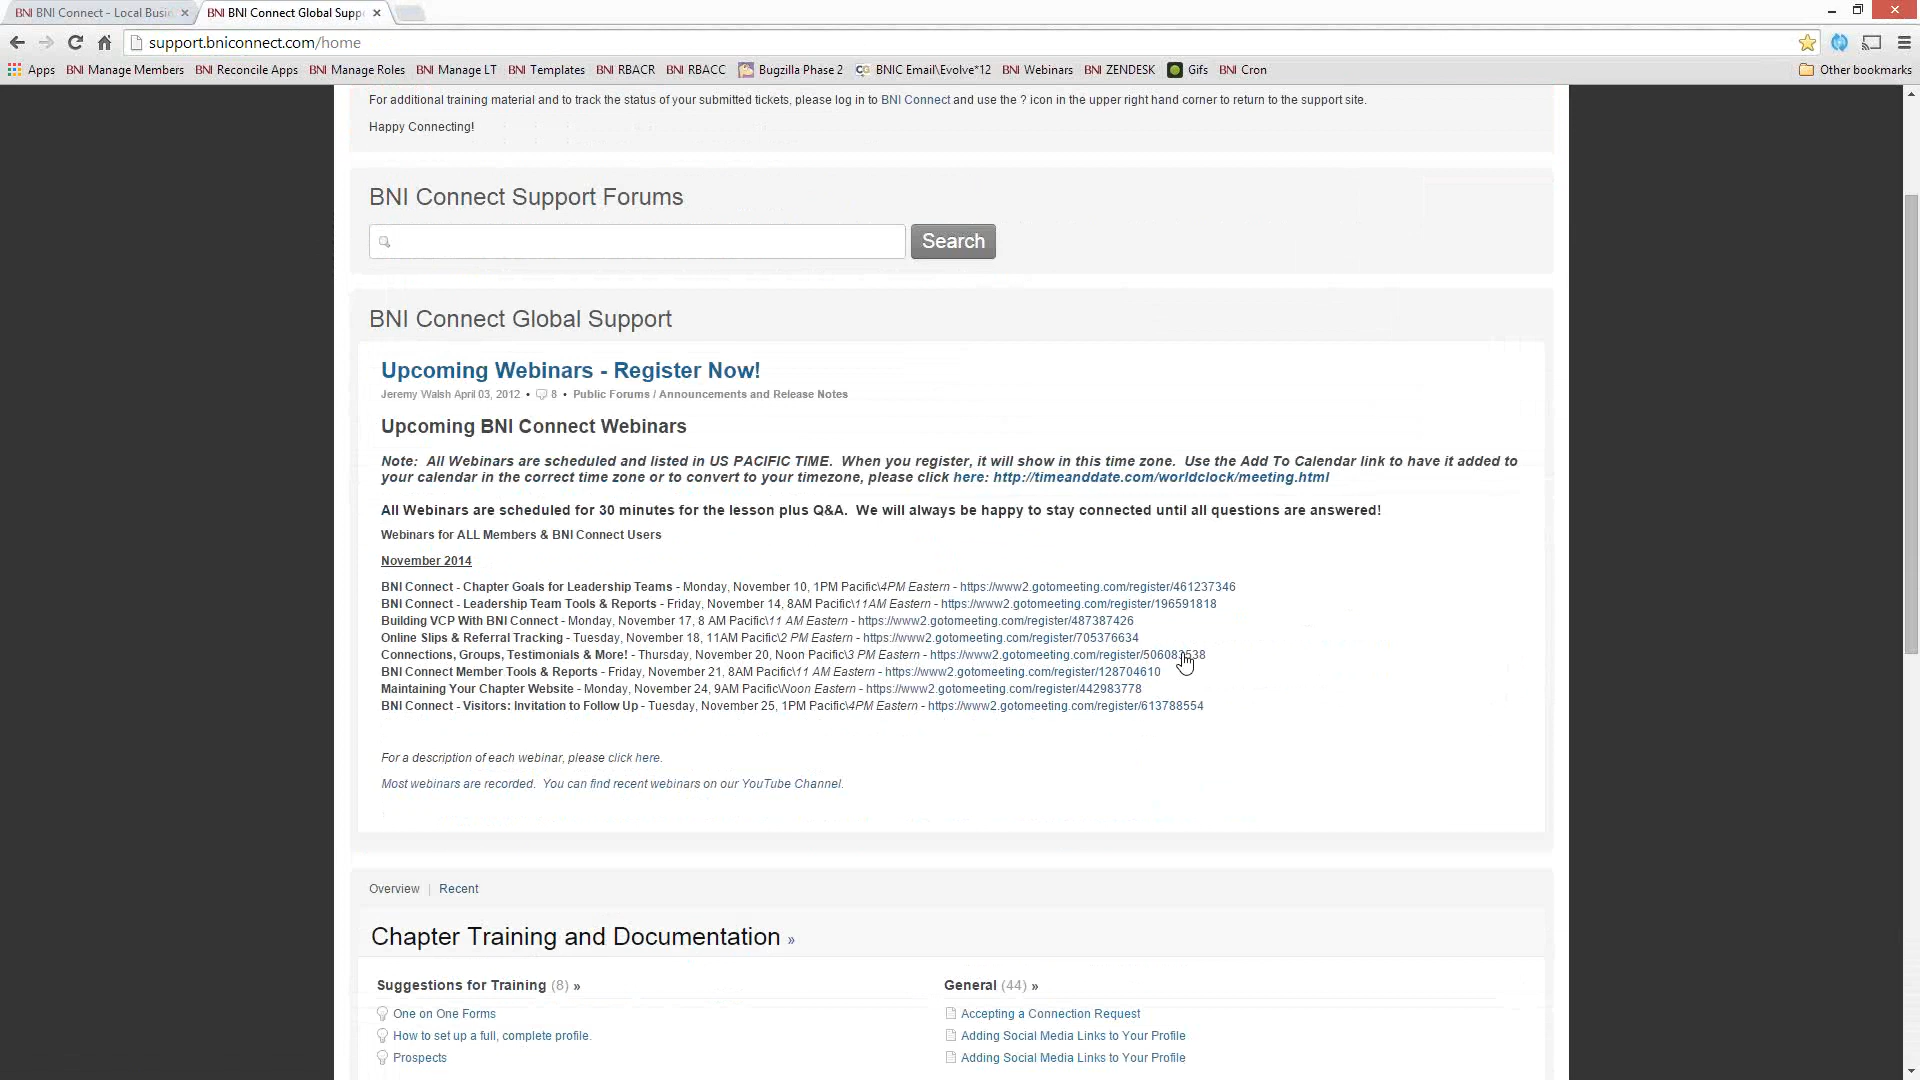 BNI BNI Connect - Local Busin
BNI BNI Connect Global Suppo
support.bniconnect.com/home
Apps BNI Manage Members BNI Reconcile Apps BNI Manage Roles BNI Manage LT BNI Templates BNI RBACR BNI RBACC Bugzilla Phase 2 BNIC Email\Evolve*12 BNI Webinars BNI ZENDESK Gifs BNI Cron Other bookmarks
For additional training material and to track the status of your submitted tickets, please log in to BNI Connect and use the ? icon in the upper right hand corner to return to the support site.
Happy Connecting!
BNI Connect Support Forums
Search
BNI Connect Global Support
Upcoming Webinars - Register Now!
Jeremy Walsh April 03, 2012 • 8 • Public Forums / Announcements and Release Notes
Upcoming BNI Connect Webinars
Note: All Webinars are scheduled and listed in US PACIFIC TIME. When you register, it will show in this time zone. Use the Add To Calendar link to have it added to
your calendar in the correct time zone or to convert to your timezone, please click here: http://timeanddate.com/worldclock/meeting.html
All Webinars are scheduled for 30 minutes for the lesson plus Q&A. We will always be happy to stay connected until all questions are answered!
Webinars for ALL Members & BNI Connect Users
November 2014
BNI Connect - Chapter Goals for Leadership Teams - Monday, November 10, 1PM Pacific\4PM Eastern - https://www2.gotomeeting.com/register/461237346
BNI Connect - Leadership Team Tools & Reports - Friday, November 14, 8AM Pacific\11AM Eastern - https://www2.gotomeeting.com/register/196591818
Building VCP With BNI Connect - Monday, November 17, 8 AM Pacific\11 AM Eastern - https://www2.gotomeeting.com/register/487387426
Online Slips & Referral Tracking - Tuesday, November 18, 11AM Pacific\2 PM Eastern - https://www2.gotomeeting.com/register/705376634
Connections, Groups, Testimonials & More! - Thursday, November 20, Noon Pacific\3 PM Eastern -
BNI Connect Member Tools & Reports - Friday, November 21, 8AM Pacific\11 AM Eastern - https://www2.gotomeeting.com/register/128704610
Maintaining Your Chapter Website - Monday, November 24, 9AM Pacific\Noon Eastern - https://www2.gotomeeting.com/register/442983778
BNI Connect - Visitors: Invitation to Follow Up - Tuesday, November 25, 1PM Pacific\4PM Eastern - https://www2.gotomeeting.com/register/613788554
For a description of each webinar, please click here.
Most webinars are recorded. You can find recent webinars on our YouTube Channel.
Overview | Recent
Chapter Training and Documentation »
Suggestions for Training (8) »
One on One Forms
How to set up a full, complete profile.
Prospects
General (44) »
Accepting a Connection Request
Adding Social Media Links to Your Profile
Adding Social Media Links to Your Profile